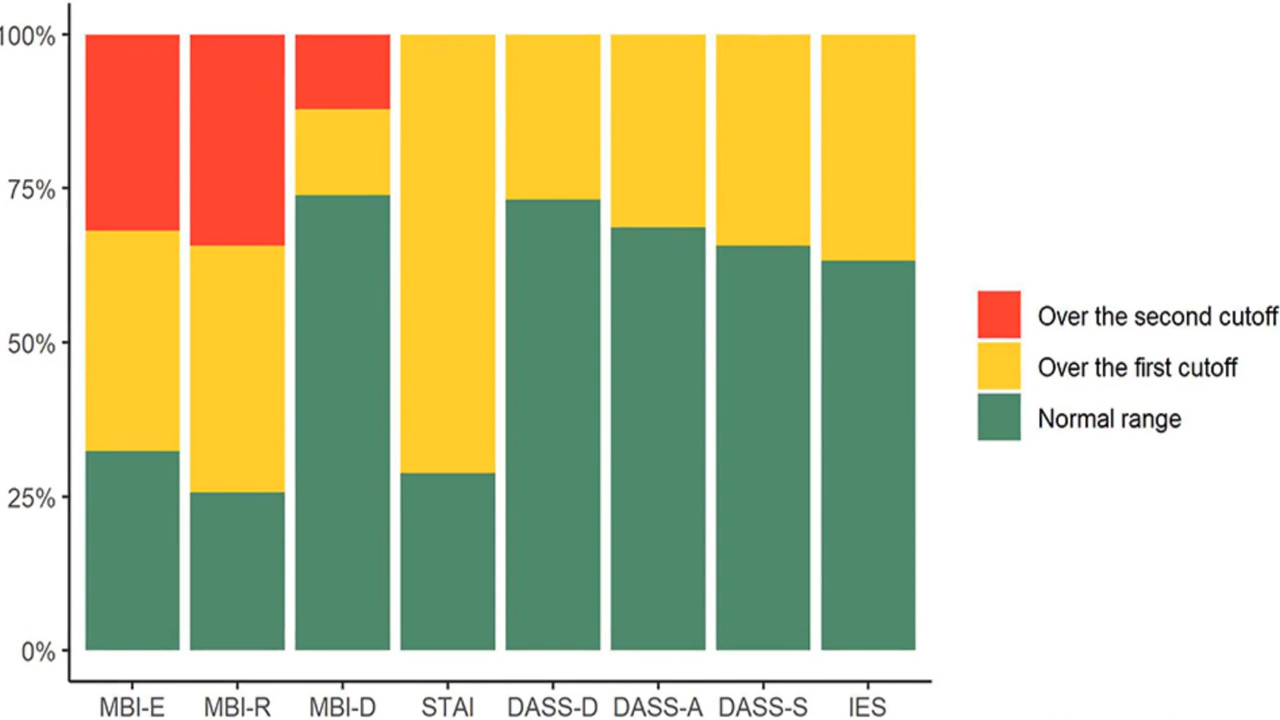 100%
75%
50%
25%
0%
MBI-E MBI-R MBI-D STAI DASS-D DASS-A DASS-S IES
Over the second cutoff
Over the first cutoff
Normal range